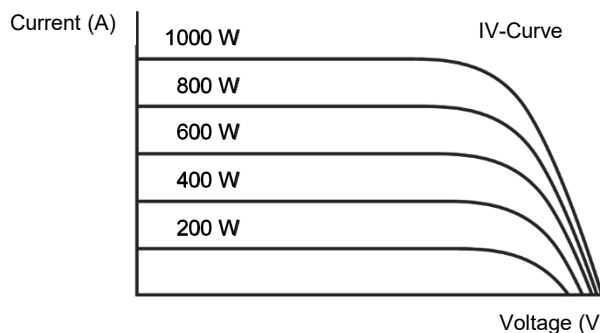 Current (A)
IV-Curve
1000 W
800 W
600 W
400 W
200 W
Voltage (V